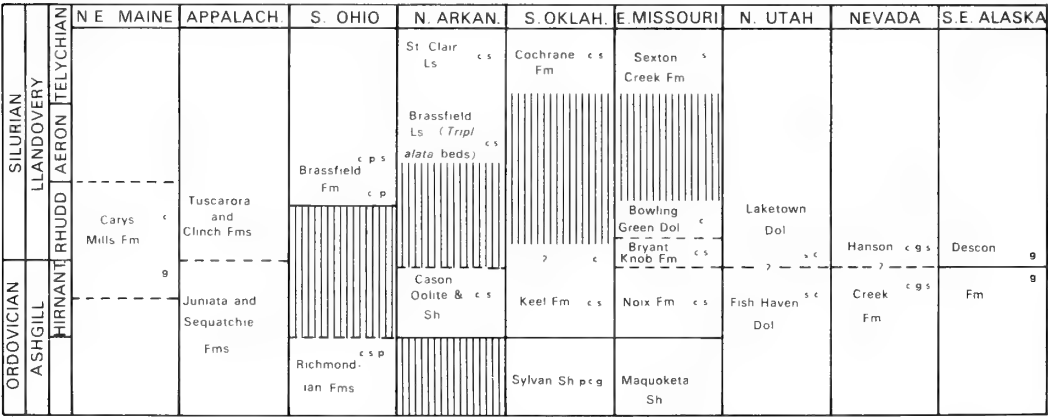 N E MAINE
APPALACH.
S. OHIO
N. ARKAN.
S. OKLAH.
E. MISSOURI
N. UTAH
NEVADA
S.E. ALASKA
SILURIAN
LLANDOVERY
TELYCHIAN
AERON
RHUDD
ORDOVICIAN
ASHGILL
HIRNANT
Carys c
Mills Fm
g
Tuscarora
and
Clinch Fms
Juniata and
Sequatchie
Fms
c p s
Brassfield
Fm c p
c s p
Richmond-
ian Fms
St Clair
Ls c s
Brassfield
Ls (Tripl
c s
alata beds)
Cason
Oolite & c s
Sh
Cochrane c s
Fm
? c
Keel Fm c s
Sylvan Sh p c g
Sexton s
Creek Fm
Bowling
Green Dol c
Bryant
Knob Fm c s
Noix Fm c s
Maquoketa
Sh
Laketown
Dol
s c
?
Fish Haven s c
Dol
Hanson c g s
?
c g s
Creek
Fm
Descon g
g
Fm